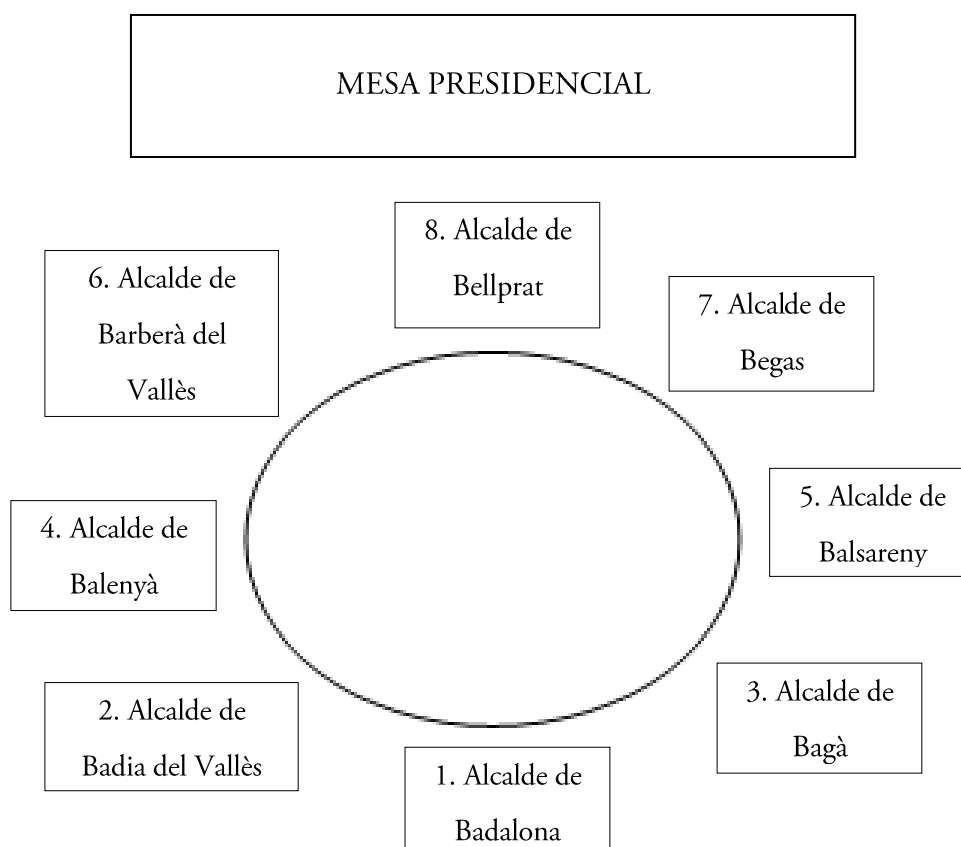 MESA PRESIDENCIAL
8. Alcalde de
Bellprat
6. Alcalde de
Barberà del
Vallès
7. Alcalde de
Begas
5. Alcalde de
Balsareny
4. Alcalde de
Balenyà
3. Alcalde de
Bagà
2. Alcalde de
Badia del Vallès
1. Alcalde de
Badalona